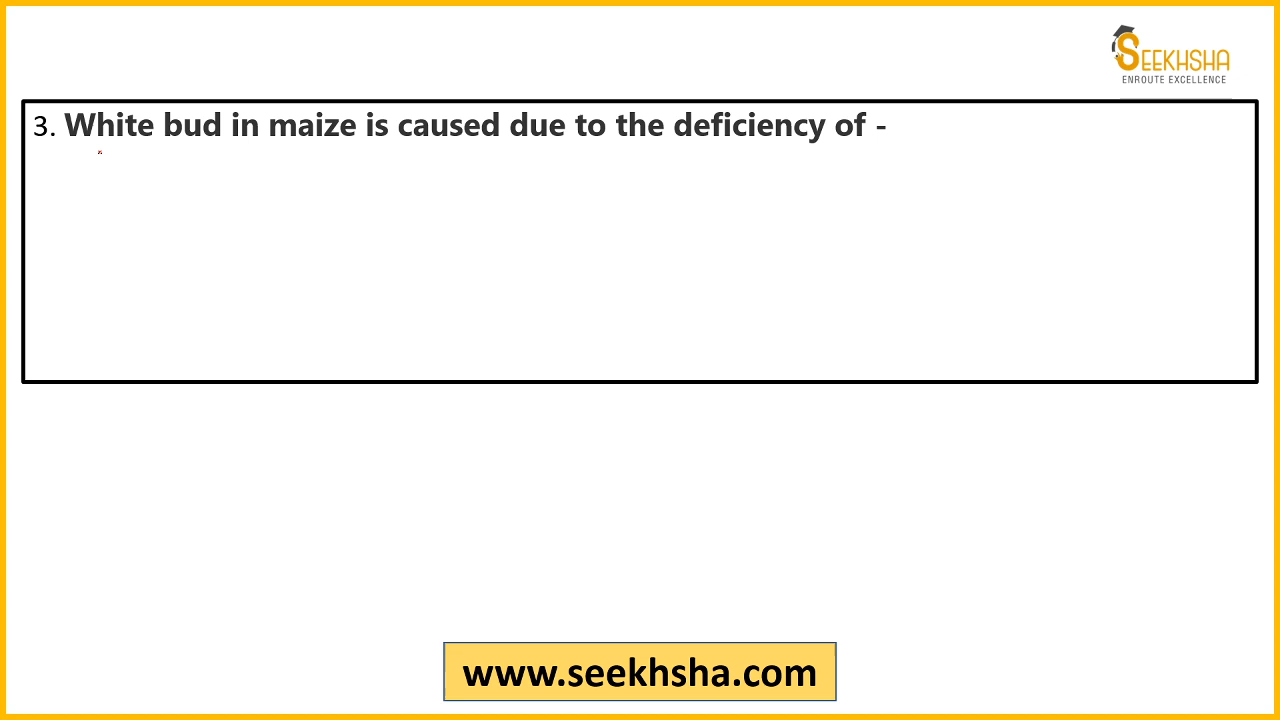 SEEKHSHA
ENROUTE EXCELLENCE
3. White bud in maize is caused due to the deficiency of -
www.seekhsha.com